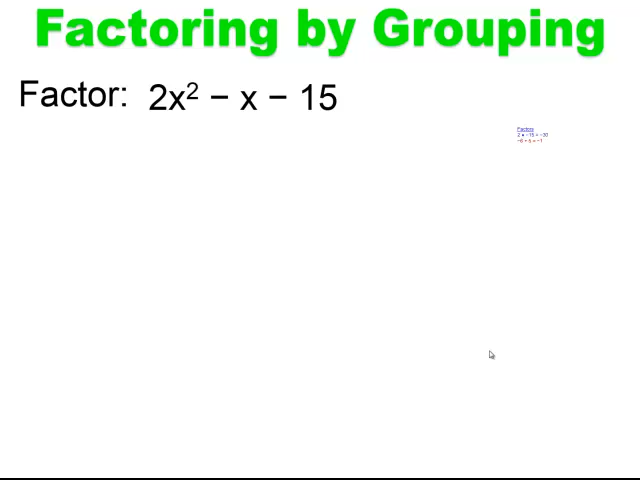 Factoring by Grouping
Factor: 2x² − x − 15
Factors
2 • −15 = −30
−6 + 5 = −1